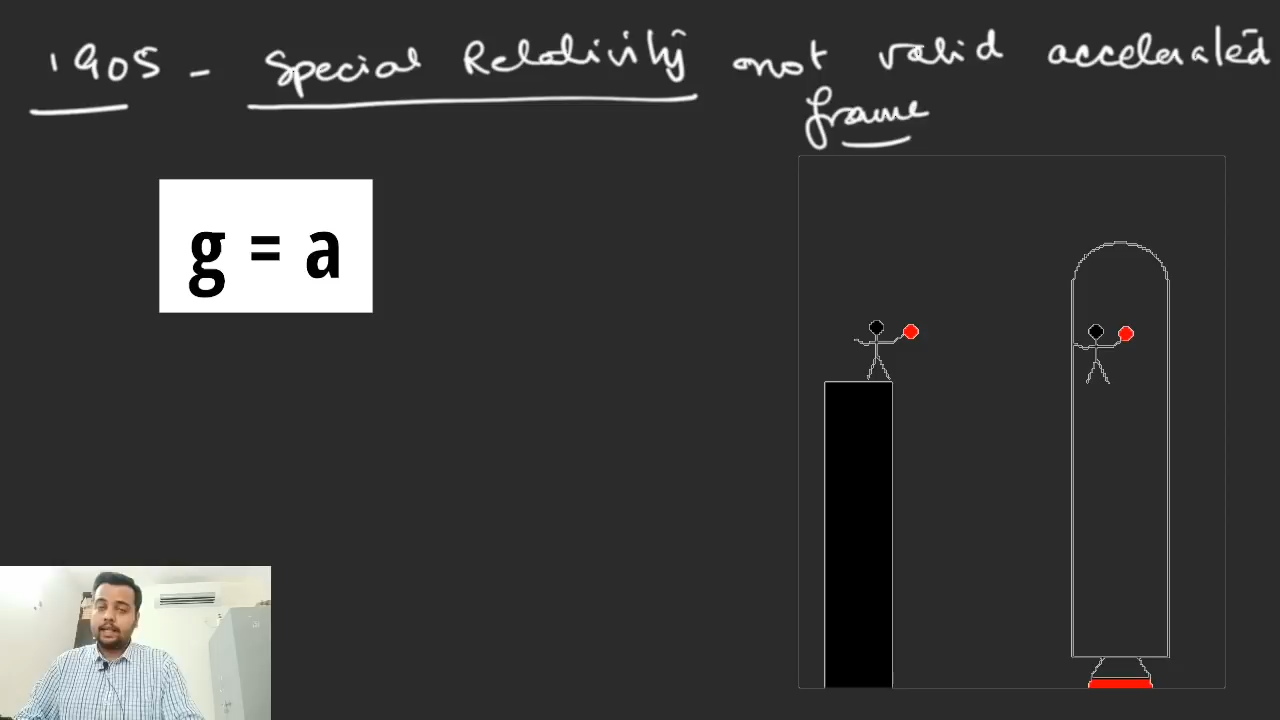 1905 - Special Relativity not valid accelerated
frame
g = a